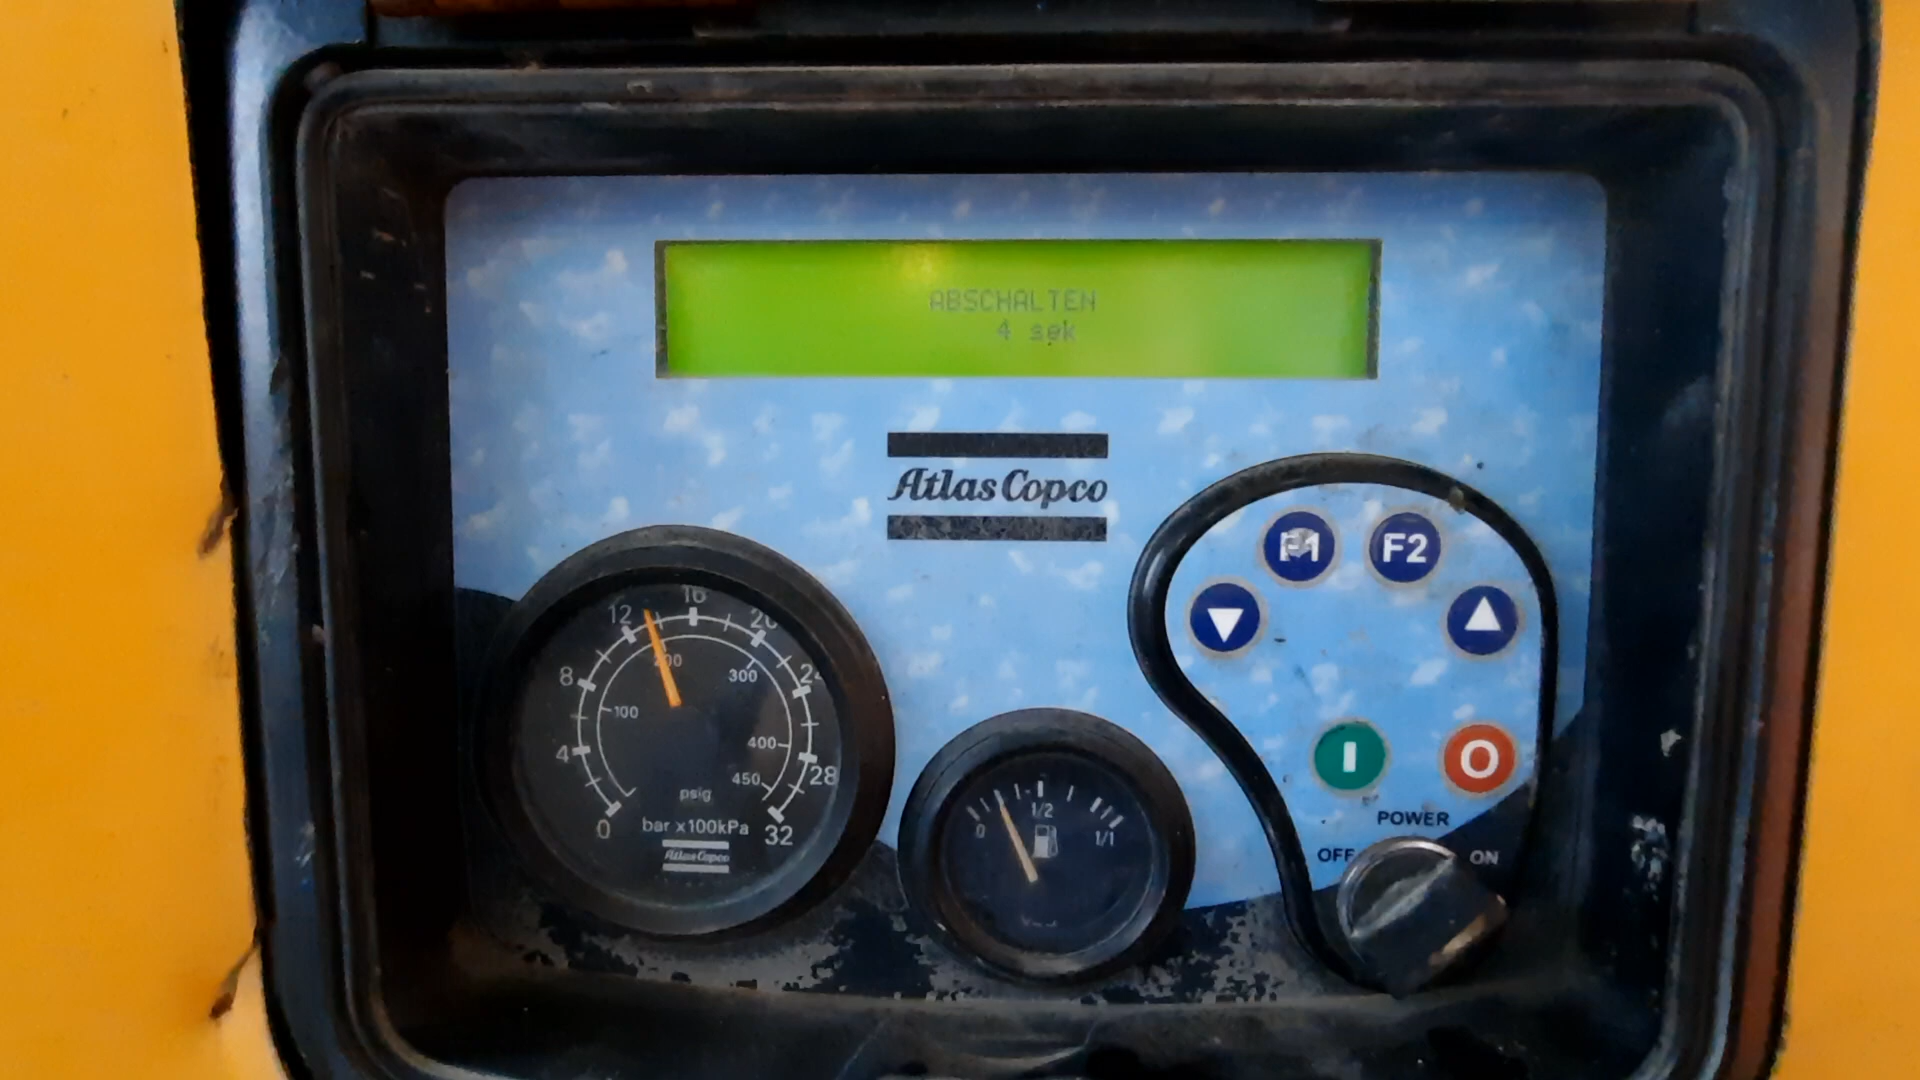 ABSCHALTEN
4 sek
Atlas Copco
F1 F2
I O
POWER
OFF ON
0 4 8 12 16 20 24 28 32
100 200 300 400 450
psig
bar x100kPa
Atlas Copco
0 1/2 1/1